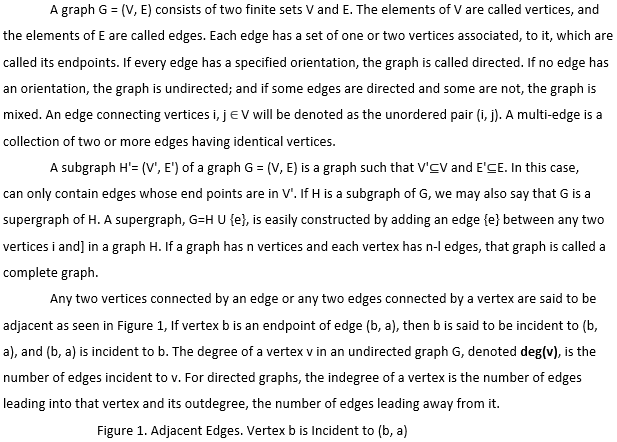 A graph G = (V, E) consists of two finite sets V and E. The elements of V are called vertices, and
the elements of E are called edges. Each edge has a set of one or two vertices associated, to it, which are
called its endpoints. If every edge has a specified orientation, the graph is called directed. If no edge has
an orientation, the graph is undirected; and if some edges are directed and some are not, the graph is
mixed. An edge connecting vertices i, j ∈ V will be denoted as the unordered pair (i, j). A multi-edge is a
collection of two or more edges having identical vertices.
A subgraph H'= (V', E') of a graph G = (V, E) is a graph such that V'⊆V and E'⊆E. In this case,
can only contain edges whose end points are in V'. If H is a subgraph of G, we may also say that G is a
supergraph of H. A supergraph, G=H U {e}, is easily constructed by adding an edge {e} between any two
vertices i and] in a graph H. If a graph has n vertices and each vertex has n-l edges, that graph is called a
complete graph.
Any two vertices connected by an edge or any two edges connected by a vertex are said to be
adjacent as seen in Figure 1, If vertex b is an endpoint of edge (b, a), then b is said to be incident to (b,
a), and (b, a) is incident to b. The degree of a vertex v in an undirected graph G, denoted deg(v), is the
number of edges incident to v. For directed graphs, the indegree of a vertex is the number of edges
leading into that vertex and its outdegree, the number of edges leading away from it.
Figure 1. Adjacent Edges. Vertex b is Incident to (b, a)